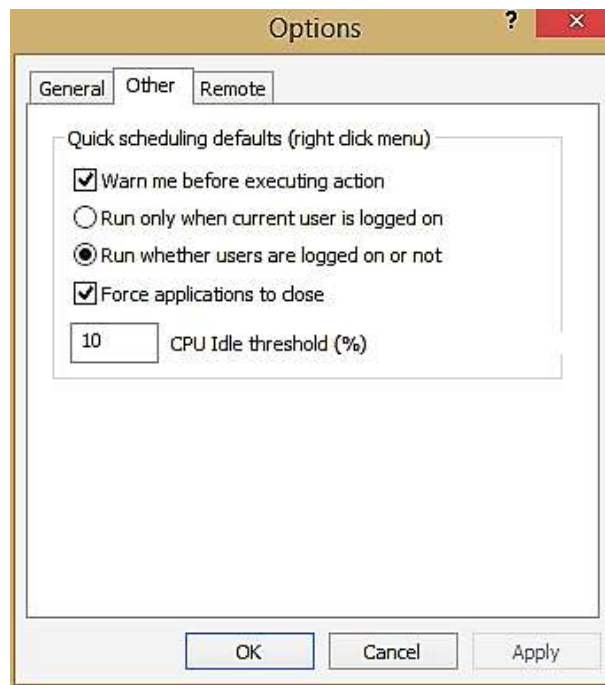 Options ?
General Other Remote
Quick scheduling defaults (right click menu)
Warn me before executing action
Run only when current user is logged on
Run whether users are logged on or not
Force applications to close
10 CPU Idle threshold (%)
OK Cancel Apply